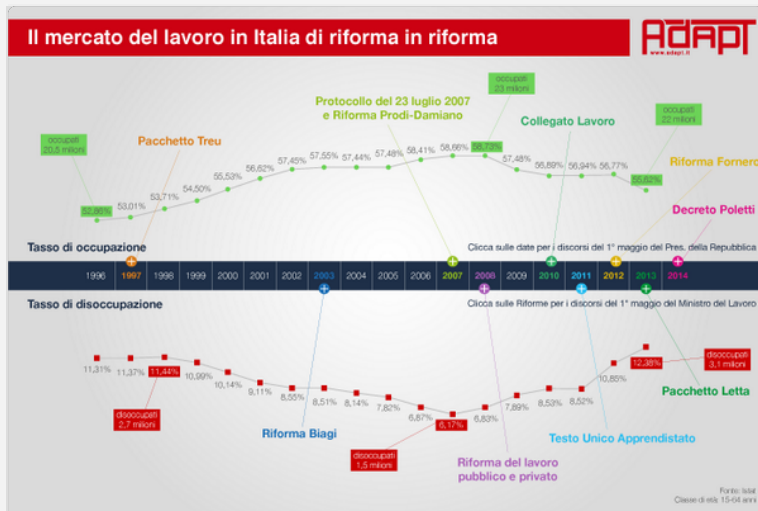 Il mercato del lavoro in Italia di riforma in riforma
ADAPT
www.adapt.it
occupati
20,5 milioni
Pacchetto Treu
Protocollo del 23 luglio 2007
e Riforma Prodi-Damiano
occupati
23 milioni
Collegato Lavoro
occupati
22 milioni
Riforma Fornero
Decreto Poletti
52,86%
53,01%
53,71%
54,50%
55,53%
56,62%
57,45%
57,55%
57,44%
57,48%
58,41%
58,66%
58,73%
57,48%
56,89%
56,94%
56,77%
55,62%
Tasso di occupazione
Clicca sulle date per i discorsi del 1° maggio del Pres. della Repubblica
1996 1997 1998 1999 2000 2001 2002 2003 2004 2005 2006 2007 2008 2009 2010 2011 2012 2013 2014
Tasso di disoccupazione
Clicca sulle Riforme per i discorsi del 1° maggio del Ministro del Lavoro
11,31%
11,37%
11,44%
10,99%
10,14%
9,11%
8,55%
8,51%
8,14%
7,82%
6,87%
6,17%
6,83%
7,89%
8,53%
8,52%
10,85%
12,38%
disoccupati
2,7 milioni
disoccupati
3,1 milioni
Pacchetto Letta
Riforma Biagi
disoccupati
1,5 milioni
Testo Unico Apprendistato
Riforma del lavoro
pubblico e privato
Fonte: Istat
Classe di età: 15-64 anni